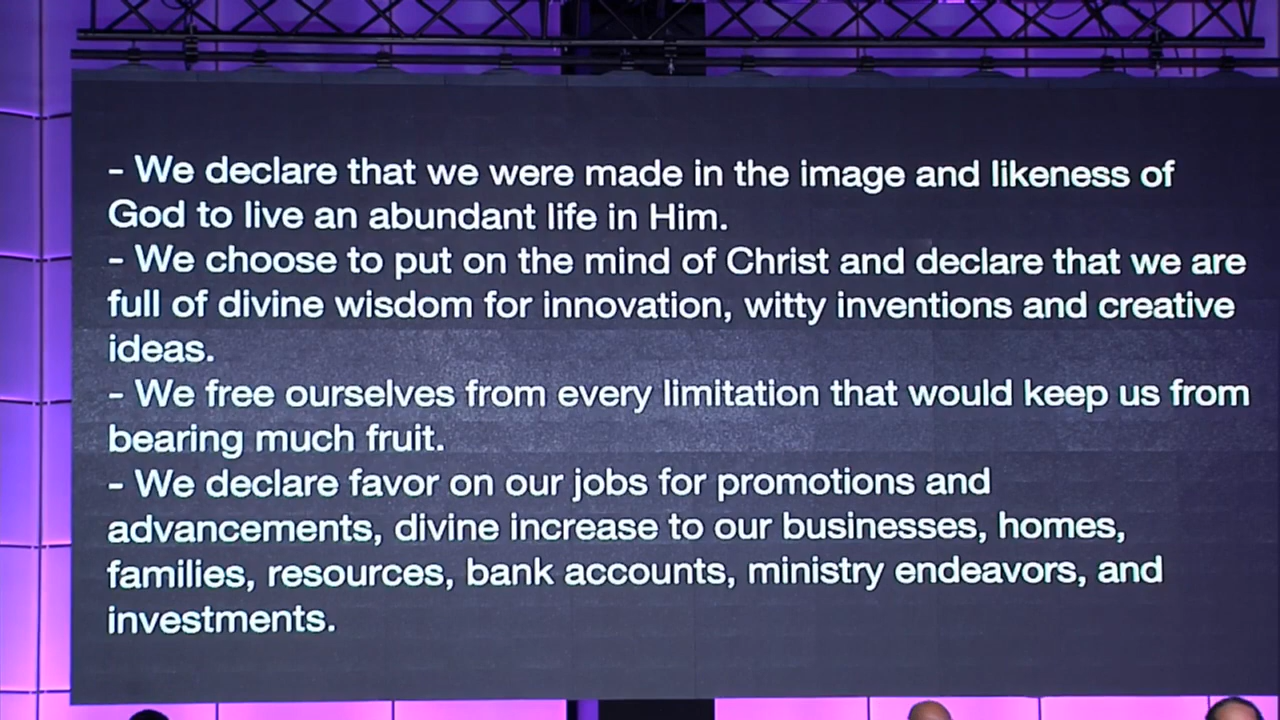 - We declare that we were made in the image and likeness of
God to live an abundant life in Him.
- We choose to put on the mind of Christ and declare that we are
full of divine wisdom for innovation, witty inventions and creative
ideas.
- We free ourselves from every limitation that would keep us from
bearing much fruit.
- We declare favor on our jobs for promotions and
advancements, divine increase to our businesses, homes,
families, resources, bank accounts, ministry endeavors, and
investments.